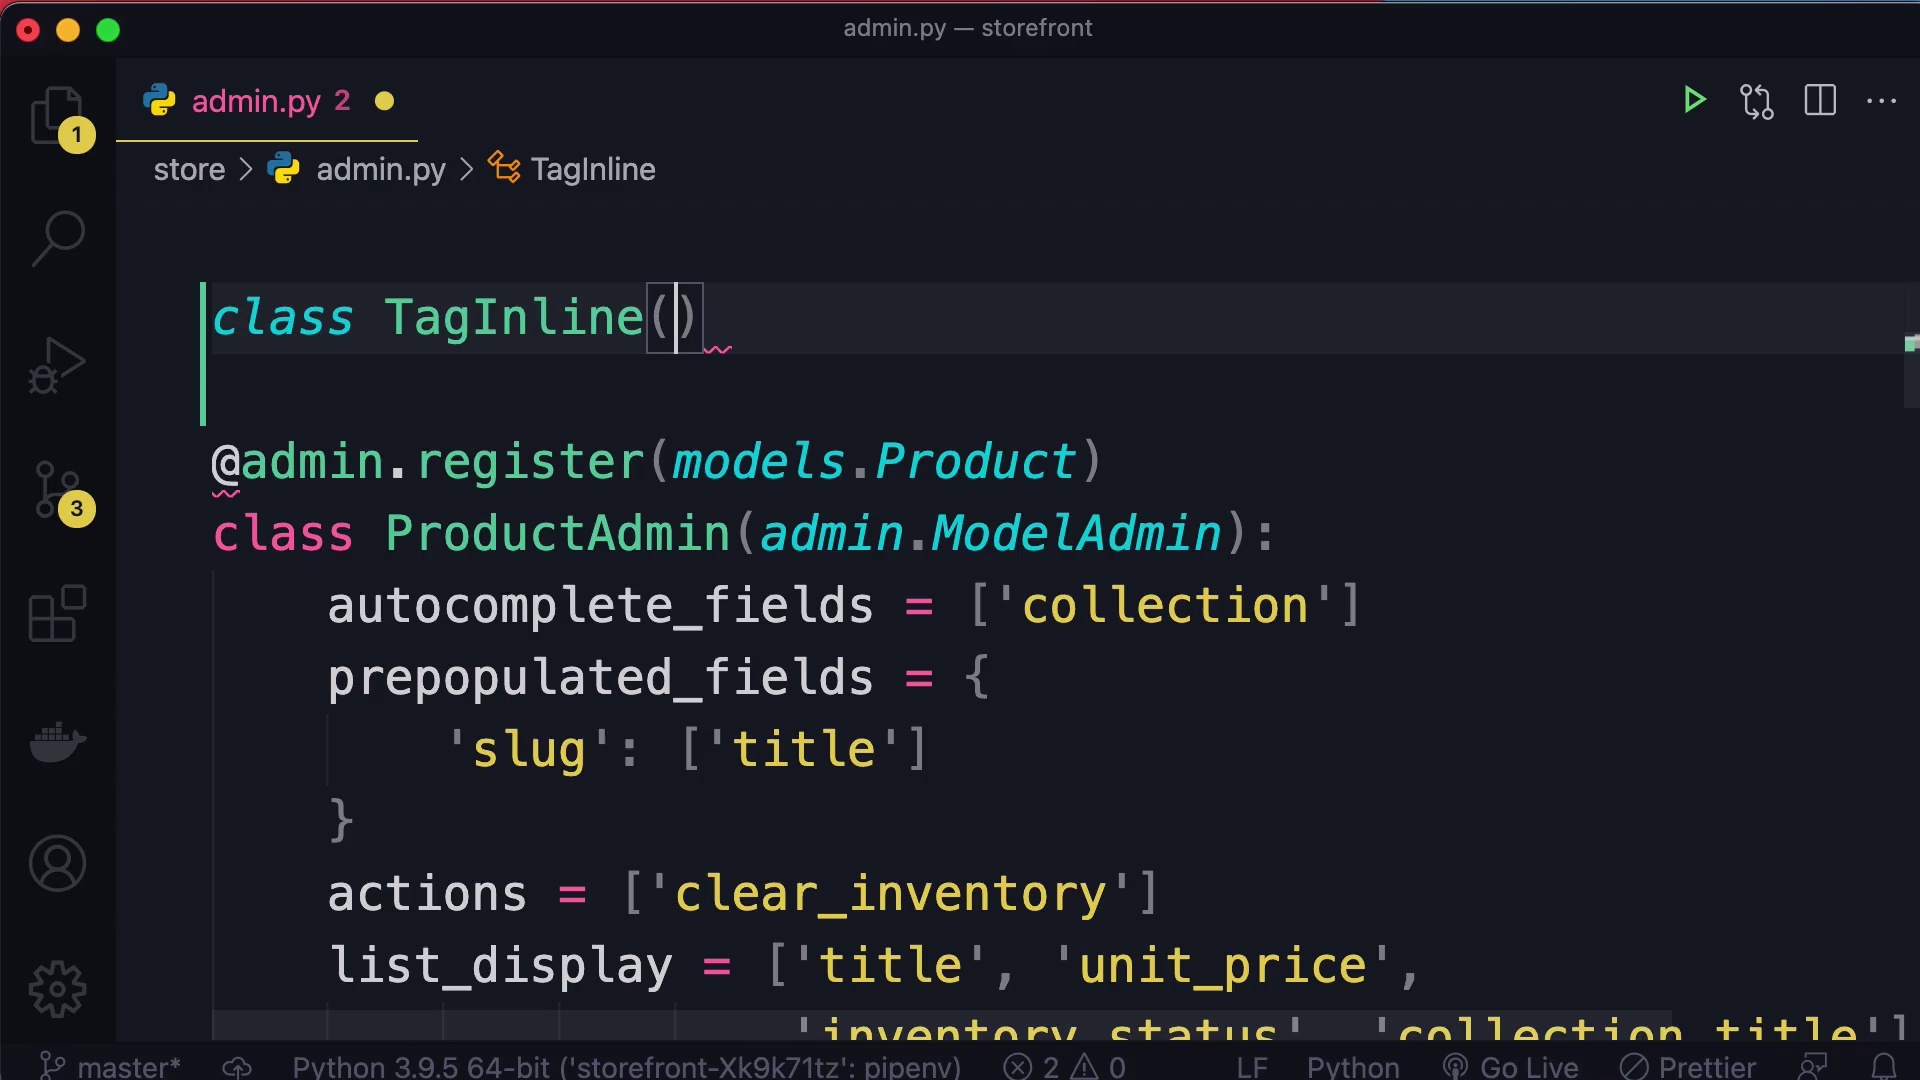 admin.py — storefront
admin.py 2
1
store > admin.py > TagInline
class TagInline()
@admin.register(models.Product)
3
class ProductAdmin(admin.ModelAdmin):
autocomplete_fields = ['collection']
prepopulated_fields = {
'slug': ['title']
}
actions = ['clear_inventory']
list_display = ['title', 'unit_price',
'inventory_status', 'collection_title']
master* Python 3.9.5 64-bit ('storefront-Xk9k71tz': pipenv) 2 0 LF Python Go Live Prettier